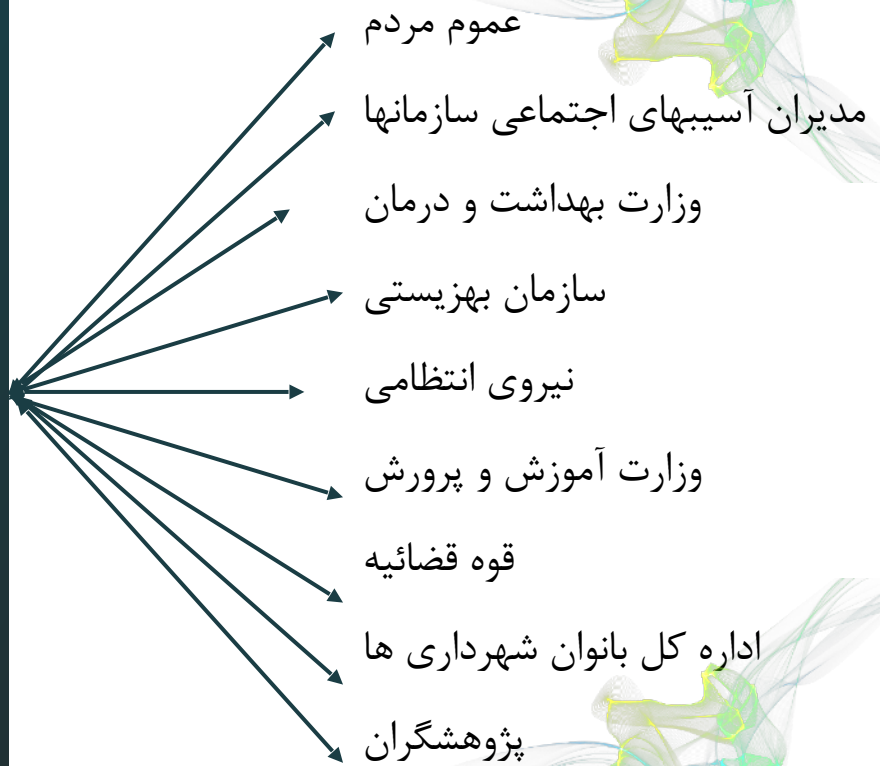 عموم مردم
مدیران آسیبهای اجتماعی سازمانها
وزارت بهداشت و درمان
سازمان بهزیستی
نیروی انتظامی
وزارت آموزش و پرورش
قوه قضائیه
اداره کل بانوان شهرداری ها
پژوهشگران